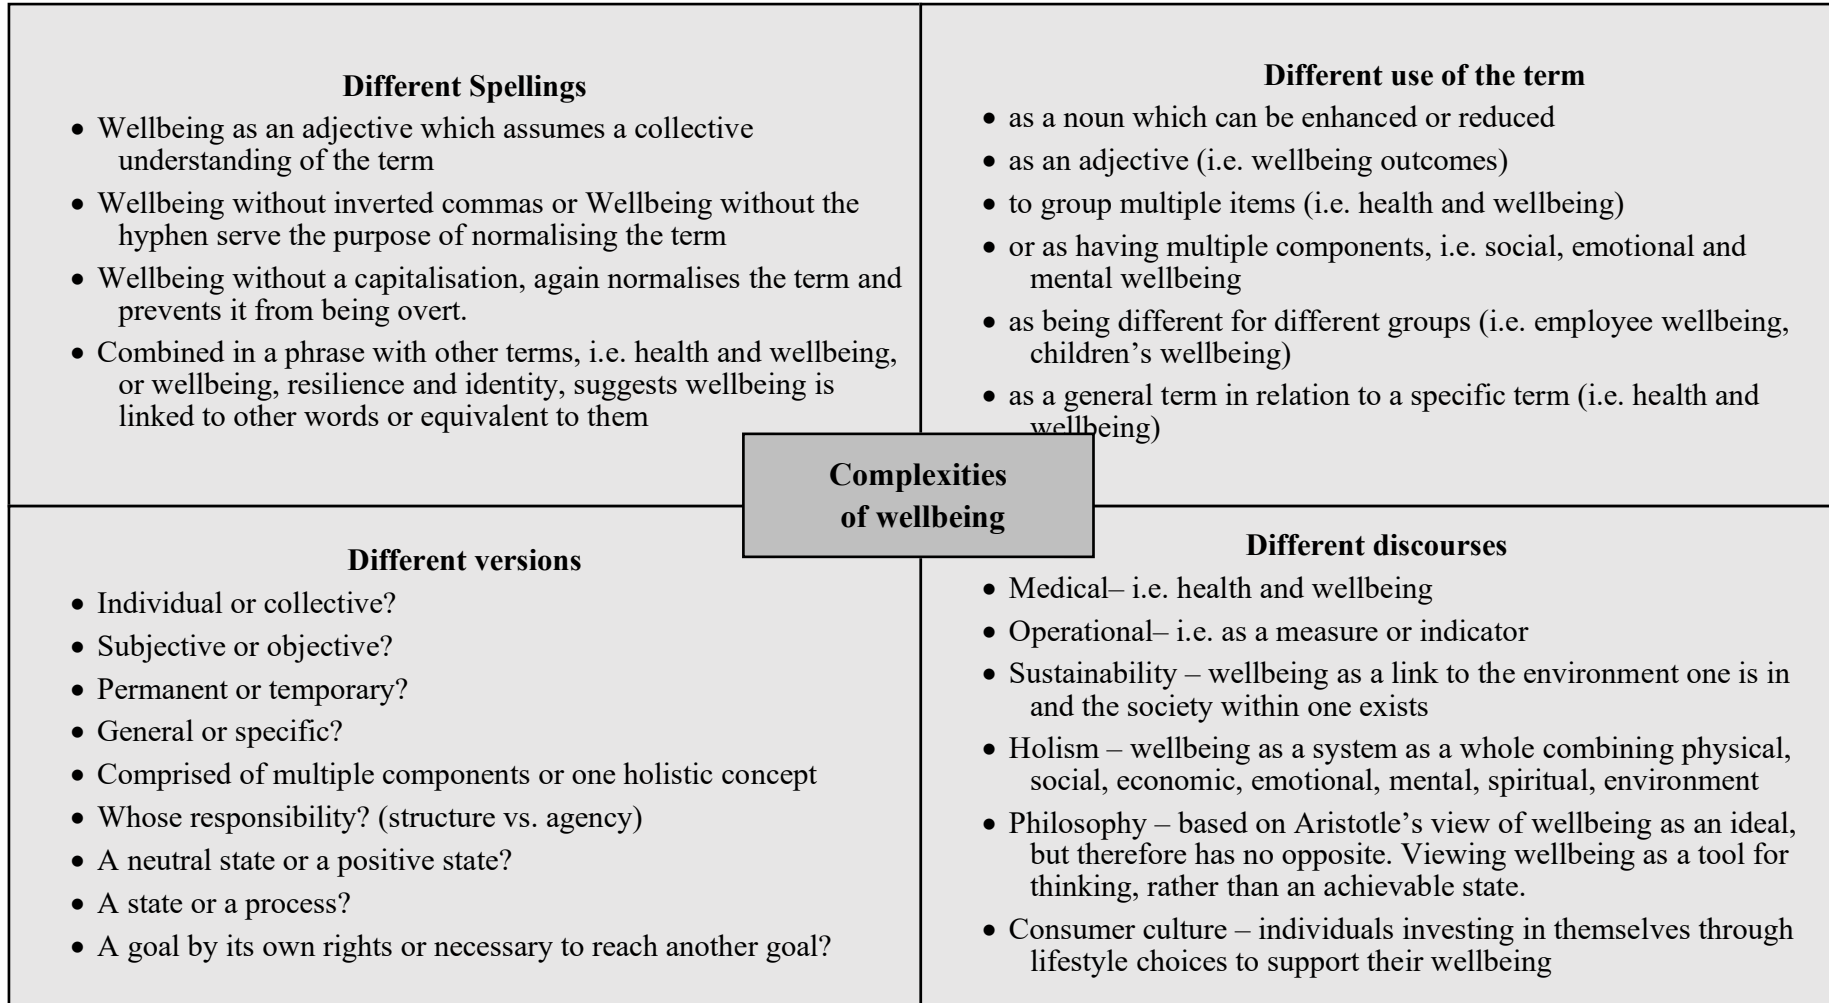 Different Spellings
• Wellbeing as an adjective which assumes a collective
understanding of the term
• Wellbeing without inverted commas or Wellbeing without the
hyphen serve the purpose of normalising the term
• Wellbeing without a capitalisation, again normalises the term and
prevents it from being overt.
• Combined in a phrase with other terms, i.e. health and wellbeing,
or wellbeing, resilience and identity, suggests wellbeing is
linked to other words or equivalent to them
Different use of the term
• as a noun which can be enhanced or reduced
• as an adjective (i.e. wellbeing outcomes)
• to group multiple items (i.e. health and wellbeing)
• or as having multiple components, i.e. social, emotional and
mental wellbeing
• as being different for different groups (i.e. employee wellbeing,
children’s wellbeing)
• as a general term in relation to a specific term (i.e. health and
wellbeing)
Complexities
of wellbeing
Different versions
• Individual or collective?
• Subjective or objective?
• Permanent or temporary?
• General or specific?
• Comprised of multiple components or one holistic concept
• Whose responsibility? (structure vs. agency)
• A neutral state or a positive state?
• A state or a process?
• A goal by its own rights or necessary to reach another goal?
Different discourses
• Medical– i.e. health and wellbeing
• Operational– i.e. as a measure or indicator
• Sustainability – wellbeing as a link to the environment one is in
and the society within one exists
• Holism – wellbeing as a system as a whole combining physical,
social, economic, emotional, mental, spiritual, environment
• Philosophy – based on Aristotle’s view of wellbeing as an ideal,
but therefore has no opposite. Viewing wellbeing as a tool for
thinking, rather than an achievable state.
• Consumer culture – individuals investing in themselves through
lifestyle choices to support their wellbeing